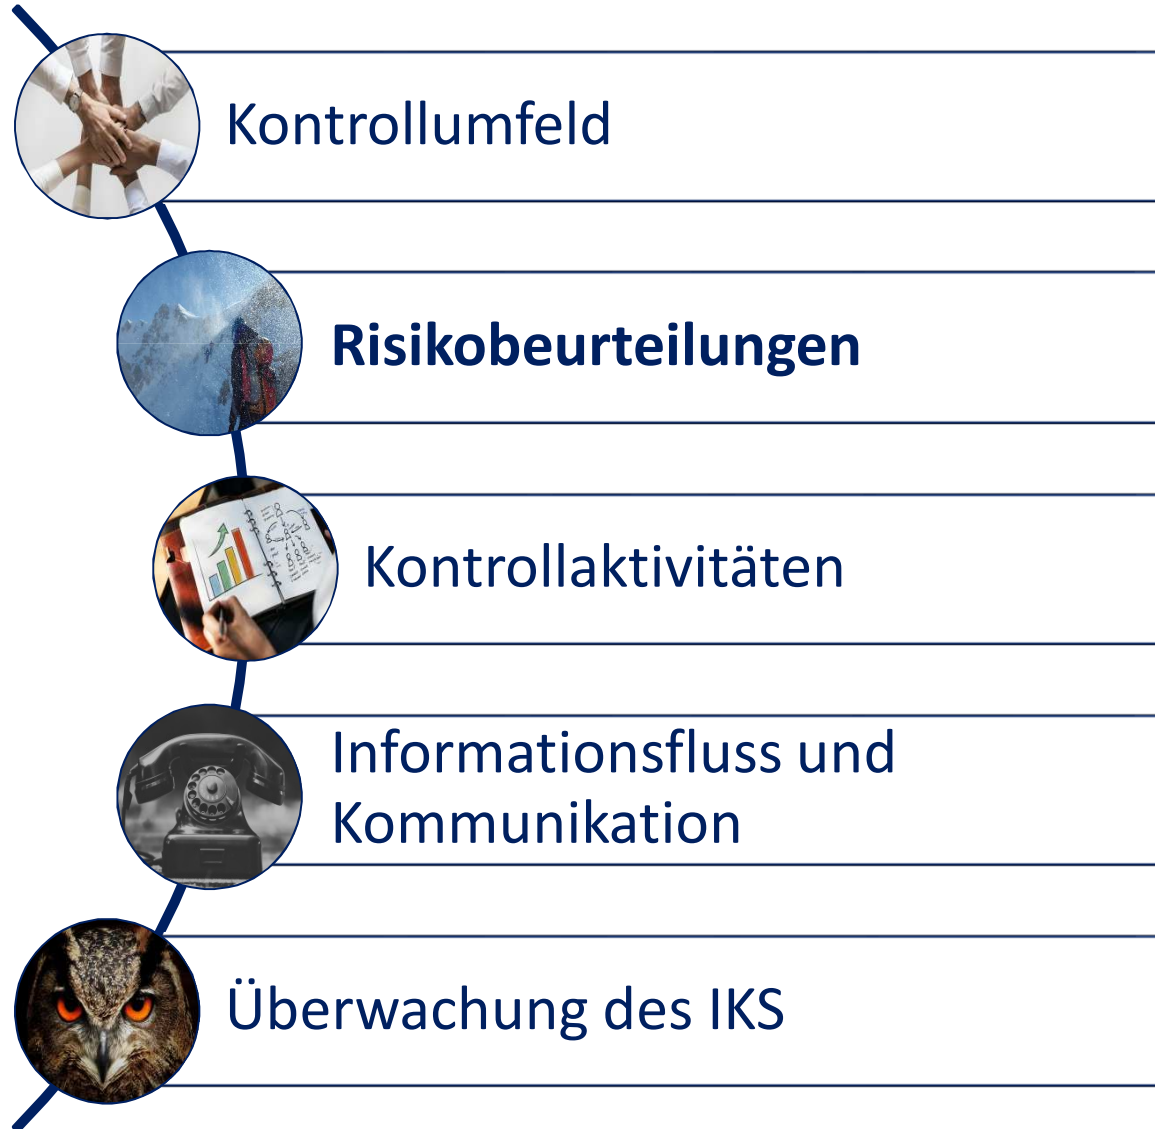 Kontrollumfeld
Risikobeurteilungen
Kontrollaktivitäten
Informationsfluss und
Kommunikation
Überwachung des IKS